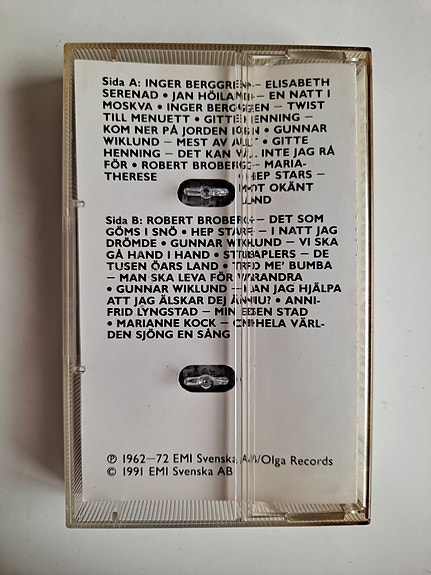 Sida A: INGER BERGGREN – ELISABETH
SERENAD • JAN HÖILAND – EN NATT I
MOSKVA • INGER BERGGREN – TWIST
TILL MENUETT • GITTE HENNING –
KOM NER PÅ JORDEN IGEN • GUNNAR
WIKLUND – MEST AV ALLT • GITTE
HENNING – DET KAN VÄL INTE JAG RÅ
FÖR • ROBERT BROBERG – MARIA-
THERESE • HEP STARS –
MOT OKÄNT
LAND
Sida B: ROBERT BROBERG – DET SOM
GÖMS I SNÖ • HEP STARS – I NATT JAG
DRÖMDE • GUNNAR WIKLUND – VI SKA
GÅ HAND I HAND • STREAPLERS – DE
TUSEN ÖARS LAND • TRIO ME' BUMBA
– MAN SKA LEVA FÖR VARANDRA
• GUNNAR WIKLUND – KAN JAG HJÄLPA
ATT JAG ÄLSKAR DEJ ÄNNU? • ANNI-
FRID LYNGSTAD – MIN EGEN STAD
• MARIANNE KOCK – OM HELA VÄRL-
DEN SJÖNG EN SÅNG
℗ 1962–72 EMI Svenska AB/Olga Records
© 1991 EMI Svenska AB